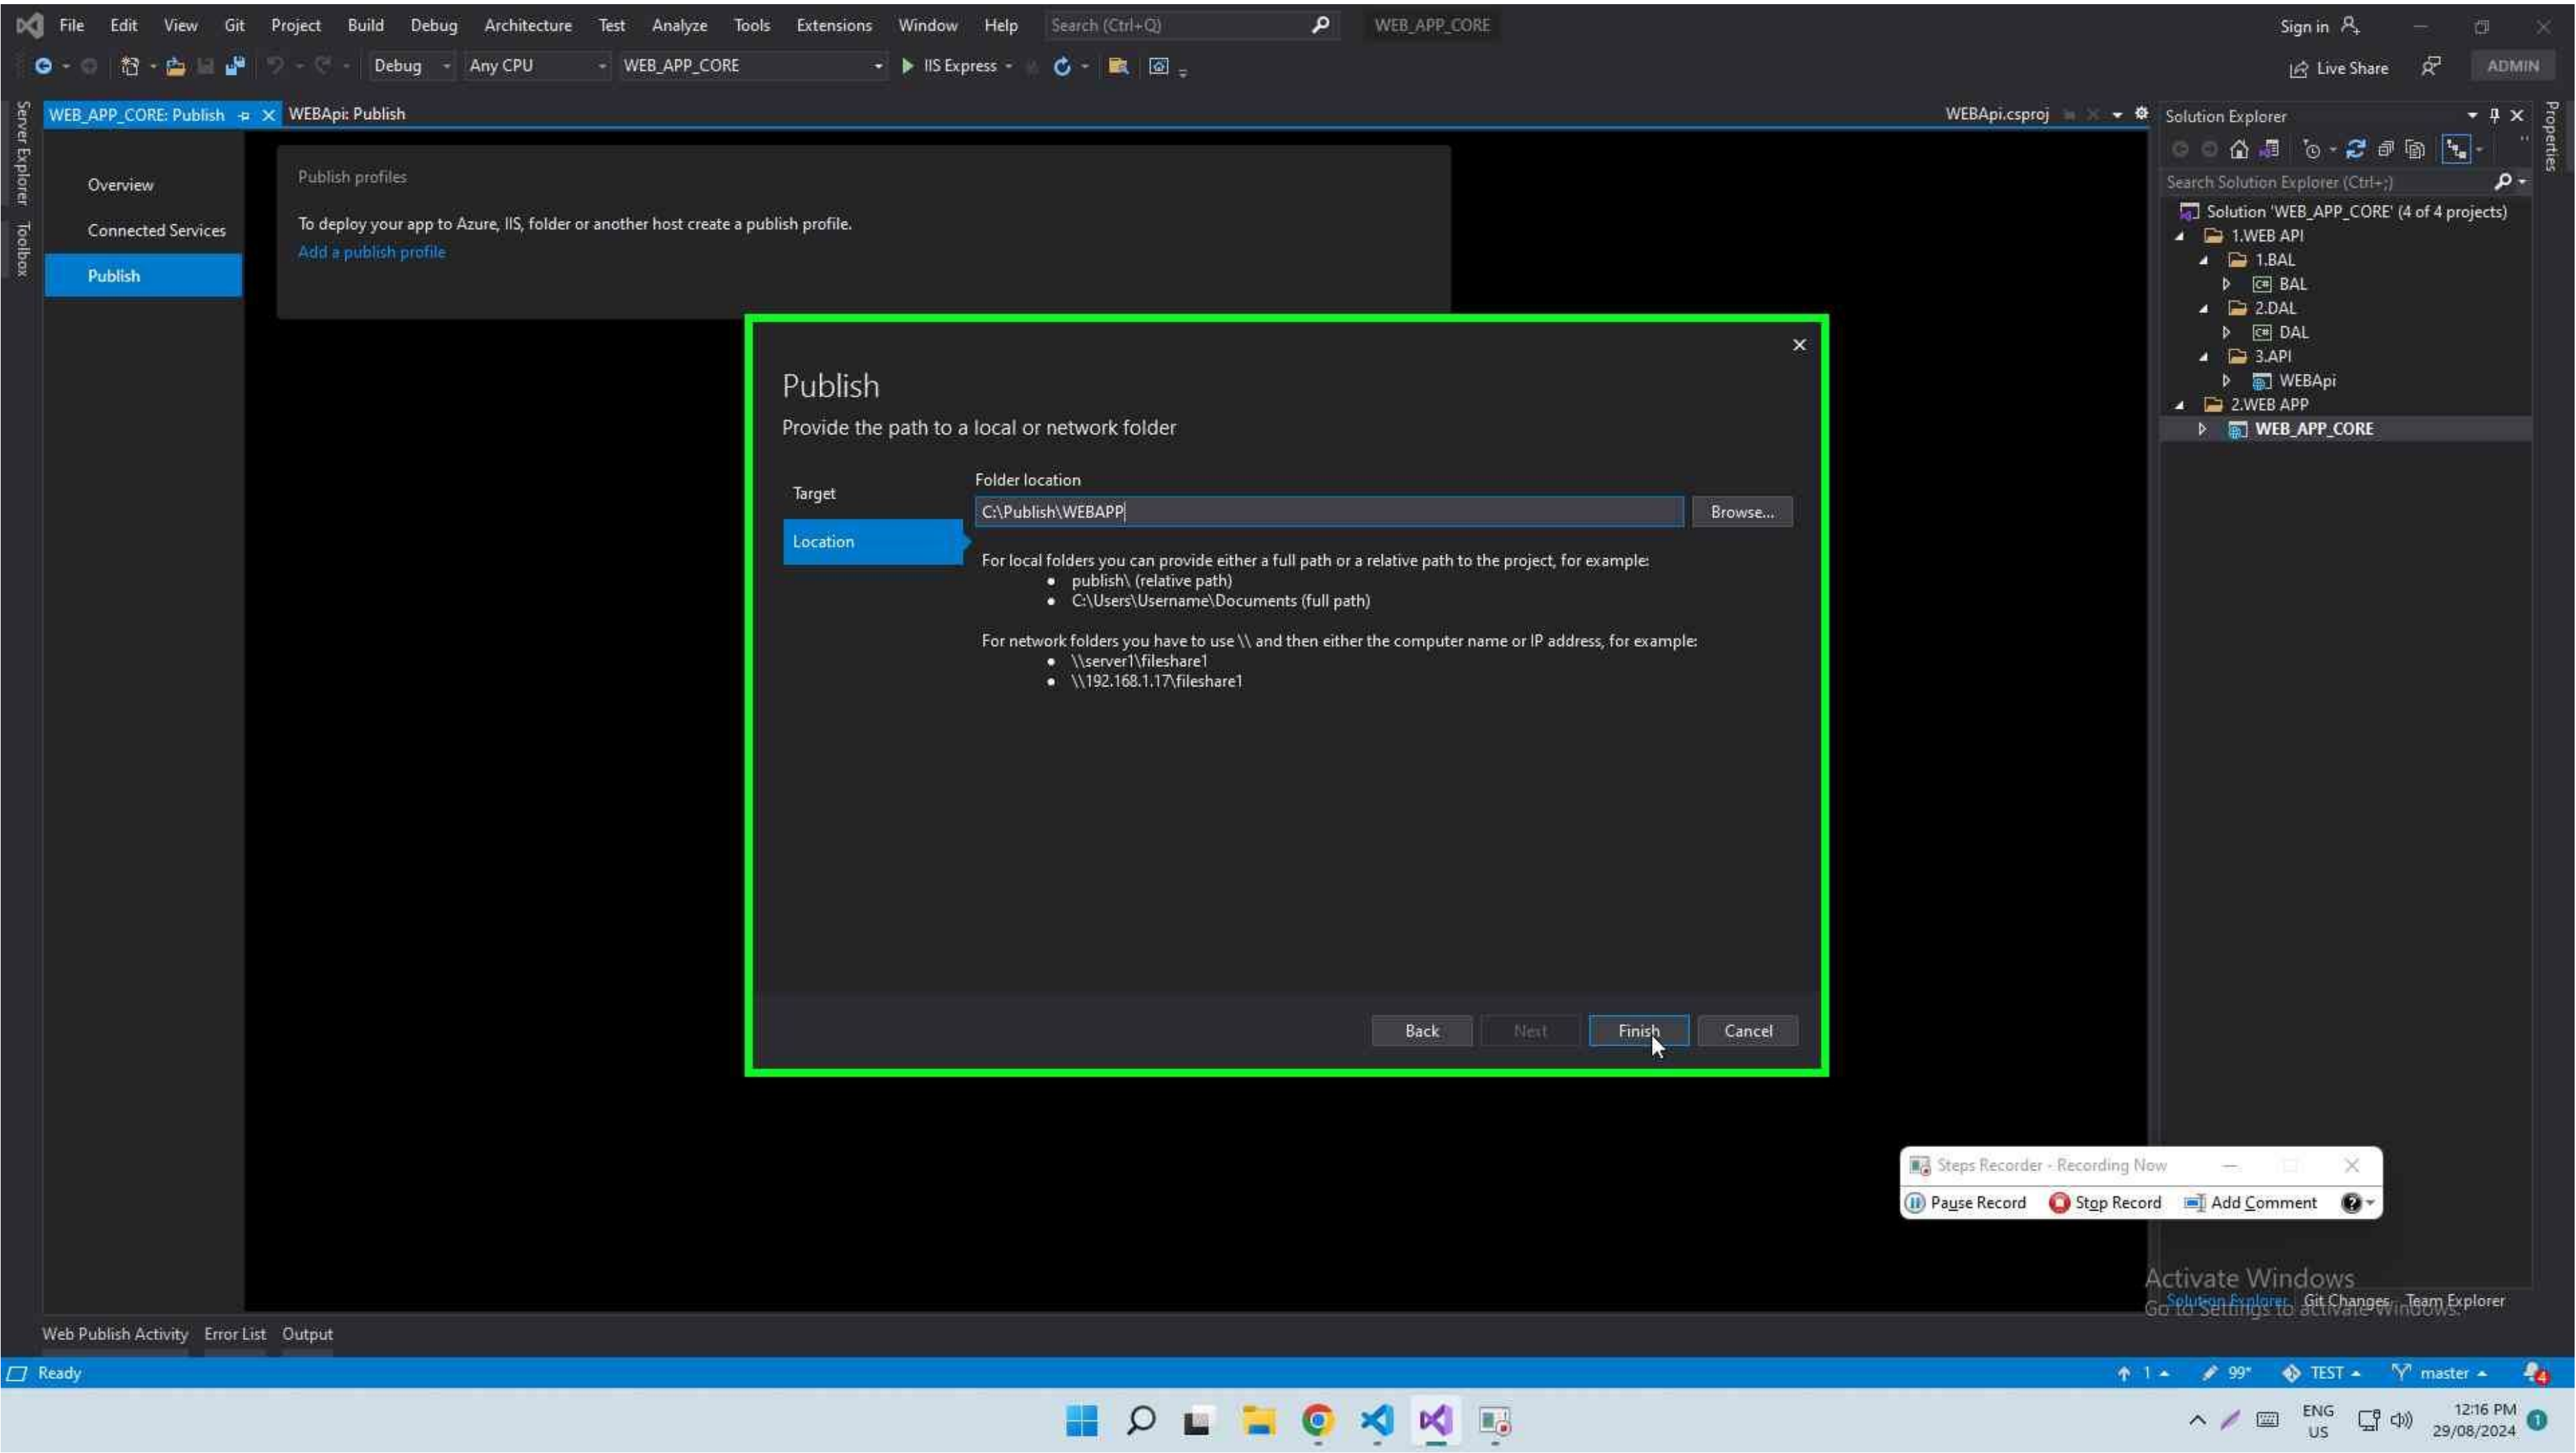 File Edit View Git Project Build Debug Architecture Test Analyze Tools Extensions Window Help Search (Ctrl+Q) WEB_APP_CORE Sign in
Debug Any CPU WEB_APP_CORE IIS Express Live Share ADMIN
Server Explorer
Toolbox
WEB_APP_CORE: Publish WEBApi: Publish WEBApi.csproj
Overview
Connected Services
Publish
Publish profiles
To deploy your app to Azure, IIS, folder or another host create a publish profile.
Add a publish profile
Publish
Provide the path to a local or network folder
Target
Location
Folder location
C:\Publish\WEBAPP
Browse...
For local folders you can provide either a full path or a relative path to the project, for example:
• publish\ (relative path)
• C:\Users\Username\Documents (full path)
For network folders you have to use \\ and then either the computer name or IP address, for example:
• \\server1\fileshare1
• \\192.168.1.17\fileshare1
Back Next Finish Cancel
Solution Explorer
Search Solution Explorer (Ctrl+;)
Solution 'WEB_APP_CORE' (4 of 4 projects)
1.WEB API
1.BAL
C# BAL
2.DAL
C# DAL
3.API
WEBApi
2.WEB APP
WEB_APP_CORE
Properties
Steps Recorder - Recording Now
Pause Record Stop Record Add Comment
Activate Windows
Go to Settings to activate Windows.
Solution Explorer Git Changes Team Explorer
Web Publish Activity Error List Output
Ready 1 99+ TEST master 4
ENG
US
12:16 PM
29/08/2024
1